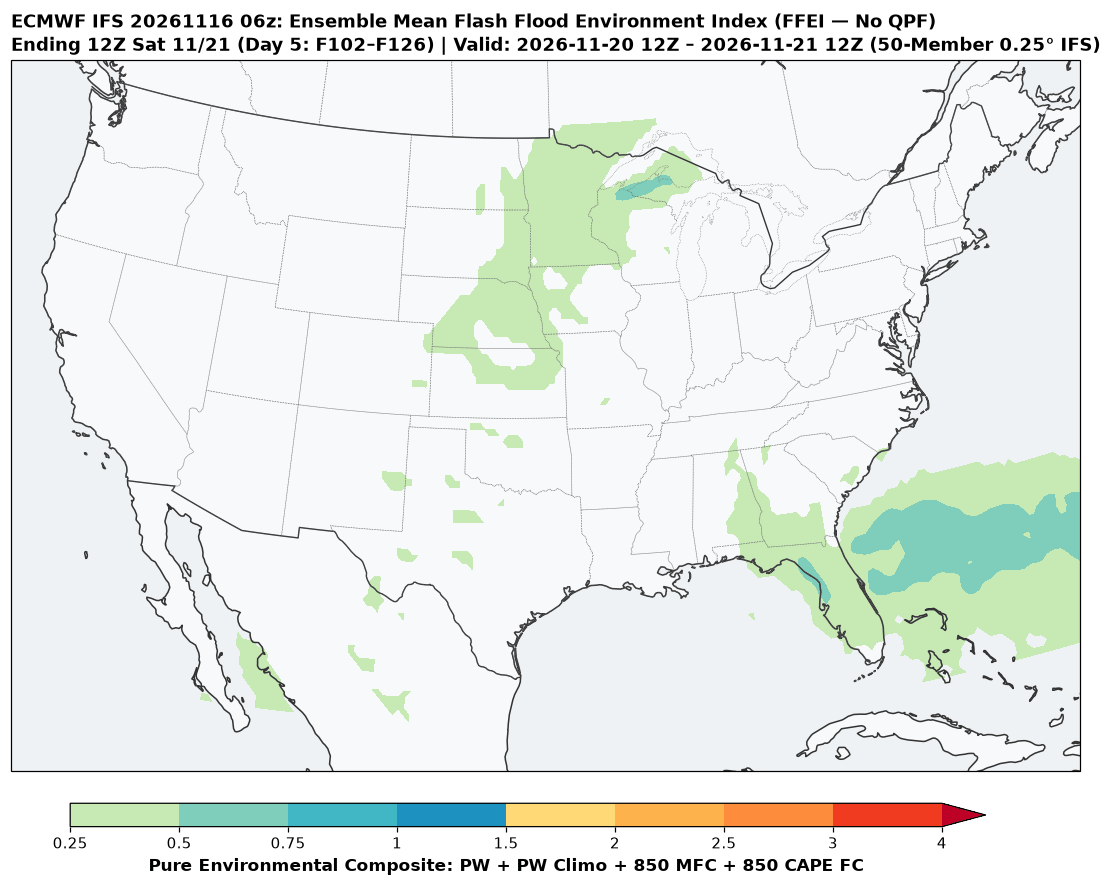 ECMWF IFS 20261116 06z: Ensemble Mean Flash Flood Environment Index (FFEI — No QPF)
Ending 12Z Sat 11/21 (Day 5: F102–F126) | Valid: 2026-11-20 12Z – 2026-11-21 12Z (50-Member 0.25° IFS)
0.25 0.5 0.75 1 1.5 2 2.5 3 4
Pure Environmental Composite: PW + PW Climo + 850 MFC + 850 CAPE FC